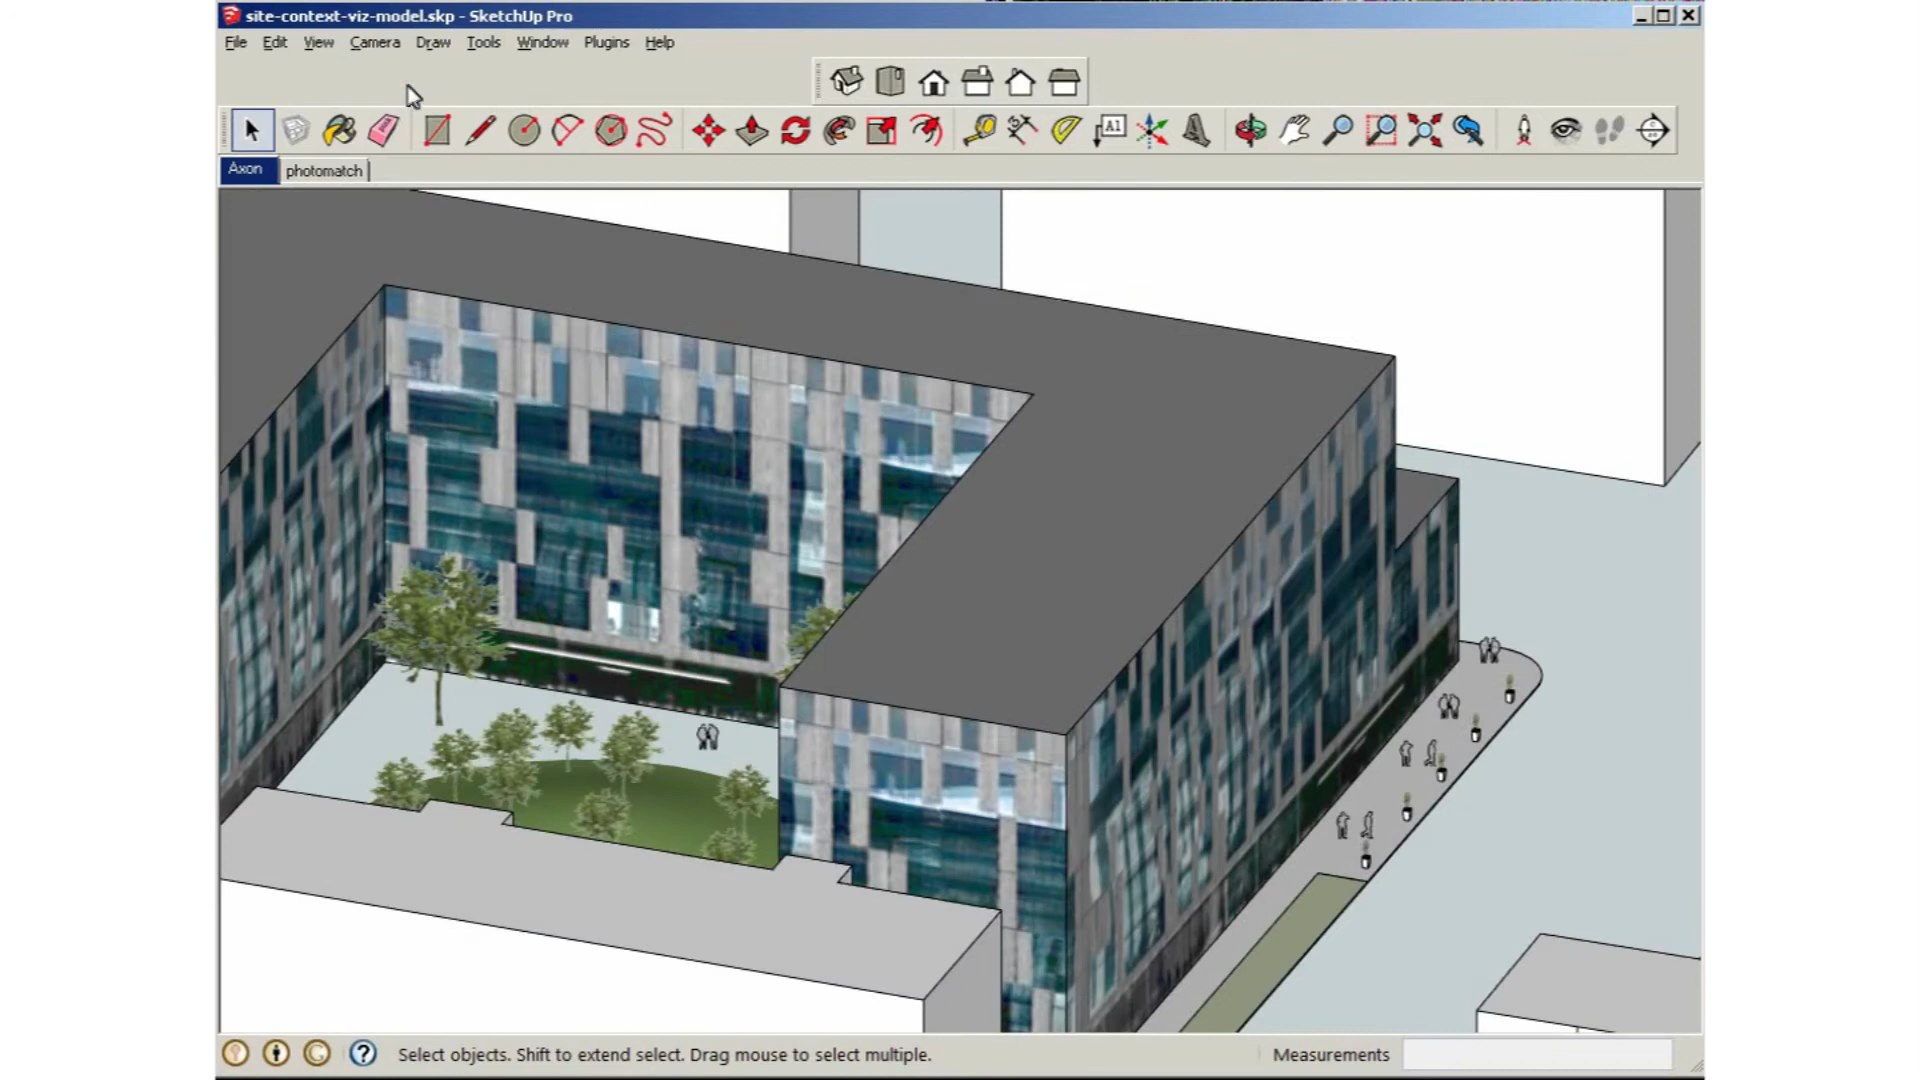 site-context-viz-model.skp - SketchUp Pro
File Edit View Camera Draw Tools Window Plugins Help
A1
Axon photomatch
Select objects. Shift to extend select. Drag mouse to select multiple.
Measurements